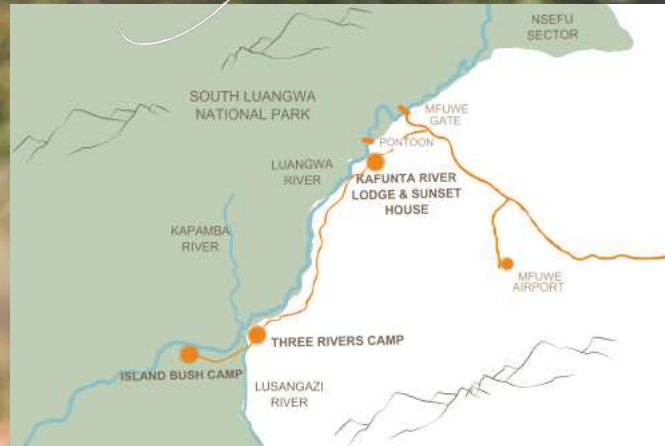 NSEFU
SECTOR
SOUTH LUANGWA
NATIONAL PARK
MFUWE
GATE
PONTOON
LUANGWA
RIVER
KAFUNTA RIVER
LODGE & SUNSET
HOUSE
KAPAMBA
RIVER
MFUWE
AIRPORT
THREE RIVERS CAMP
ISLAND BUSH CAMP
LUSANGAZI
RIVER